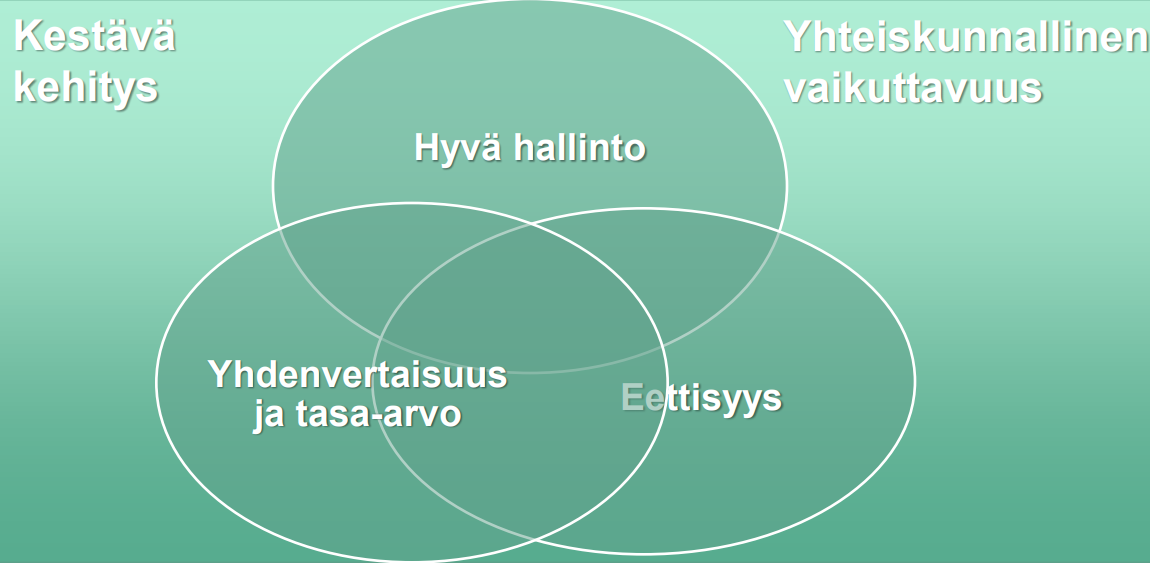 Kestävä
kehitys
Yhteiskunnallinen
vaikuttavuus
Hyvä hallinto
Yhdenvertaisuus
ja tasa-arvo
Eettisyys